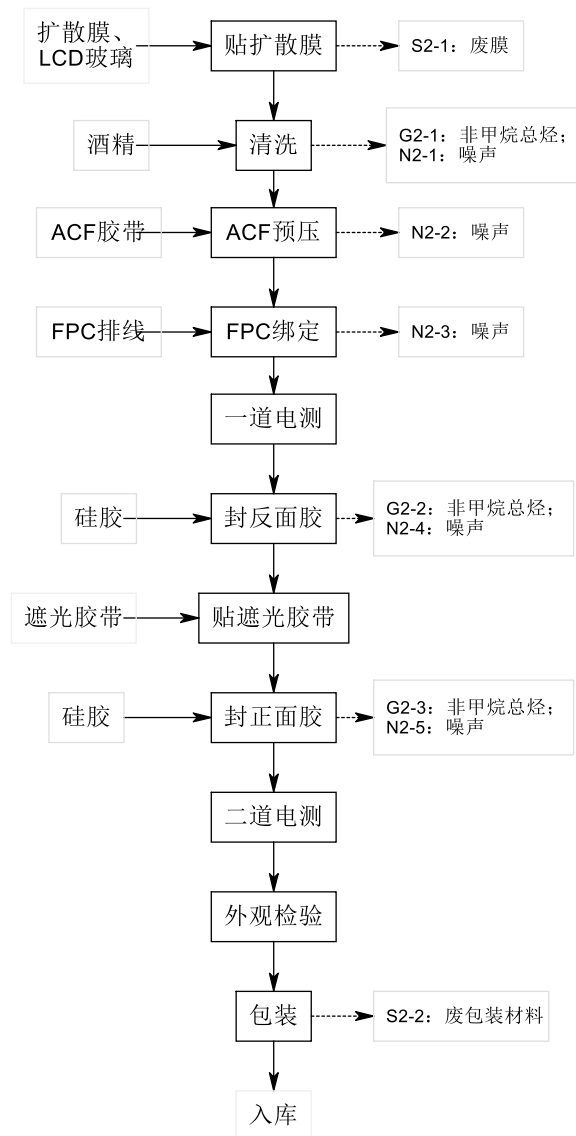 扩散膜、
LCD玻璃
贴扩散膜
S2-1：废膜
酒精
清洗
G2-1：非甲烷总烃；
N2-1：噪声
ACF胶带
ACF预压
N2-2：噪声
FPC排线
FPC绑定
N2-3：噪声
一道电测
硅胶
封反面胶
G2-2：非甲烷总烃；
N2-4：噪声
遮光胶带
贴遮光胶带
硅胶
封正面胶
G2-3：非甲烷总烃；
N2-5：噪声
二道电测
外观检验
包装
S2-2：废包装材料
入库